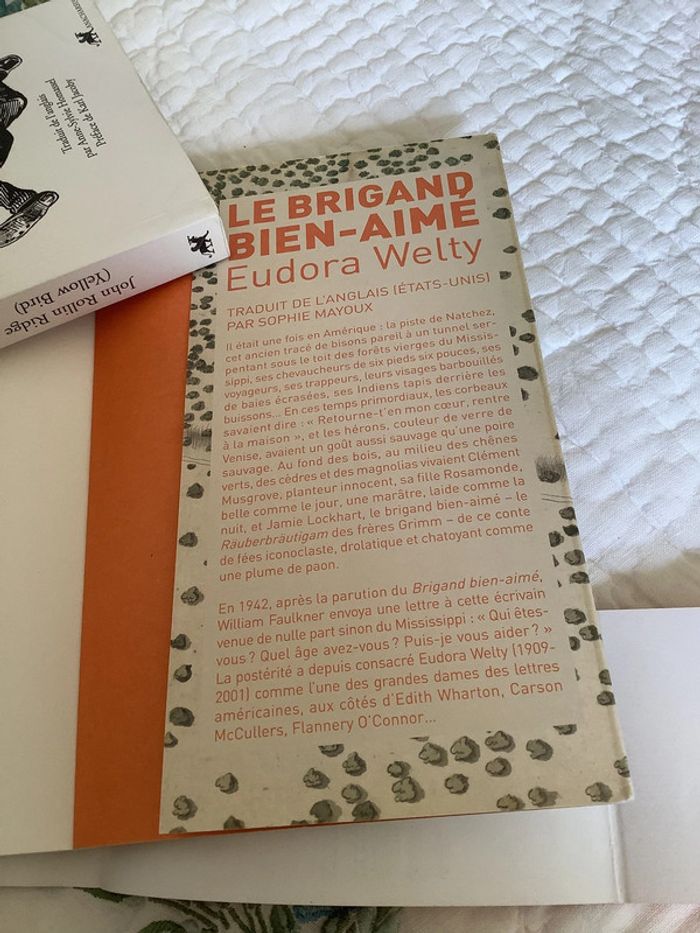 ANACHARSIS
Traduit de l'anglais
par Anne-Sylvie Homassel
Préface de Karl Jacoby
John Rollin Ridge
(Yellow Bird)
LE BRIGAND
BIEN-AIMÉ
Eudora Welty
TRADUIT DE L'ANGLAIS (ÉTATS-UNIS)
PAR SOPHIE MAYOUX
Il était une fois en Amérique : la piste de Natchez,
cet ancien tracé de bisons pareil à un tunnel ser-
pentant sous le toit des forêts vierges du Missis-
sippi, ses chevaucheurs de six pieds six pouces, ses
voyageurs, ses trappeurs, leurs visages barbouillés
de baies écrasées, ses Indiens tapis derrière les
buissons... En ces temps primordiaux, les corbeaux
savaient dire : « Retourne-t'en mon cœur, rentre
à la maison », et les hérons, couleur de verre de
Venise, avaient un goût aussi sauvage qu'une poire
sauvage. Au fond des bois, au milieu des chênes
verts, des cèdres et des magnolias vivaient Clément
Musgrove, planteur innocent, sa fille Rosamonde,
belle comme le jour, une marâtre, laide comme la
nuit, et Jamie Lockhart, le brigand bien-aimé – le
Räuberbräutigam des frères Grimm – de ce conte
de fées iconoclaste, drolatique et chatoyant comme
une plume de paon.
En 1942, après la parution du Brigand bien-aimé,
William Faulkner envoya une lettre à cette écrivain
venue de nulle part sinon du Mississippi : « Qui êtes-
vous ? Quel âge avez-vous ? Puis-je vous aider ? »
La postérité a depuis consacré Eudora Welty (1909-
2001) comme l'une des grandes dames des lettres
américaines, aux côtés d'Edith Wharton, Carson
McCullers, Flannery O'Connor...